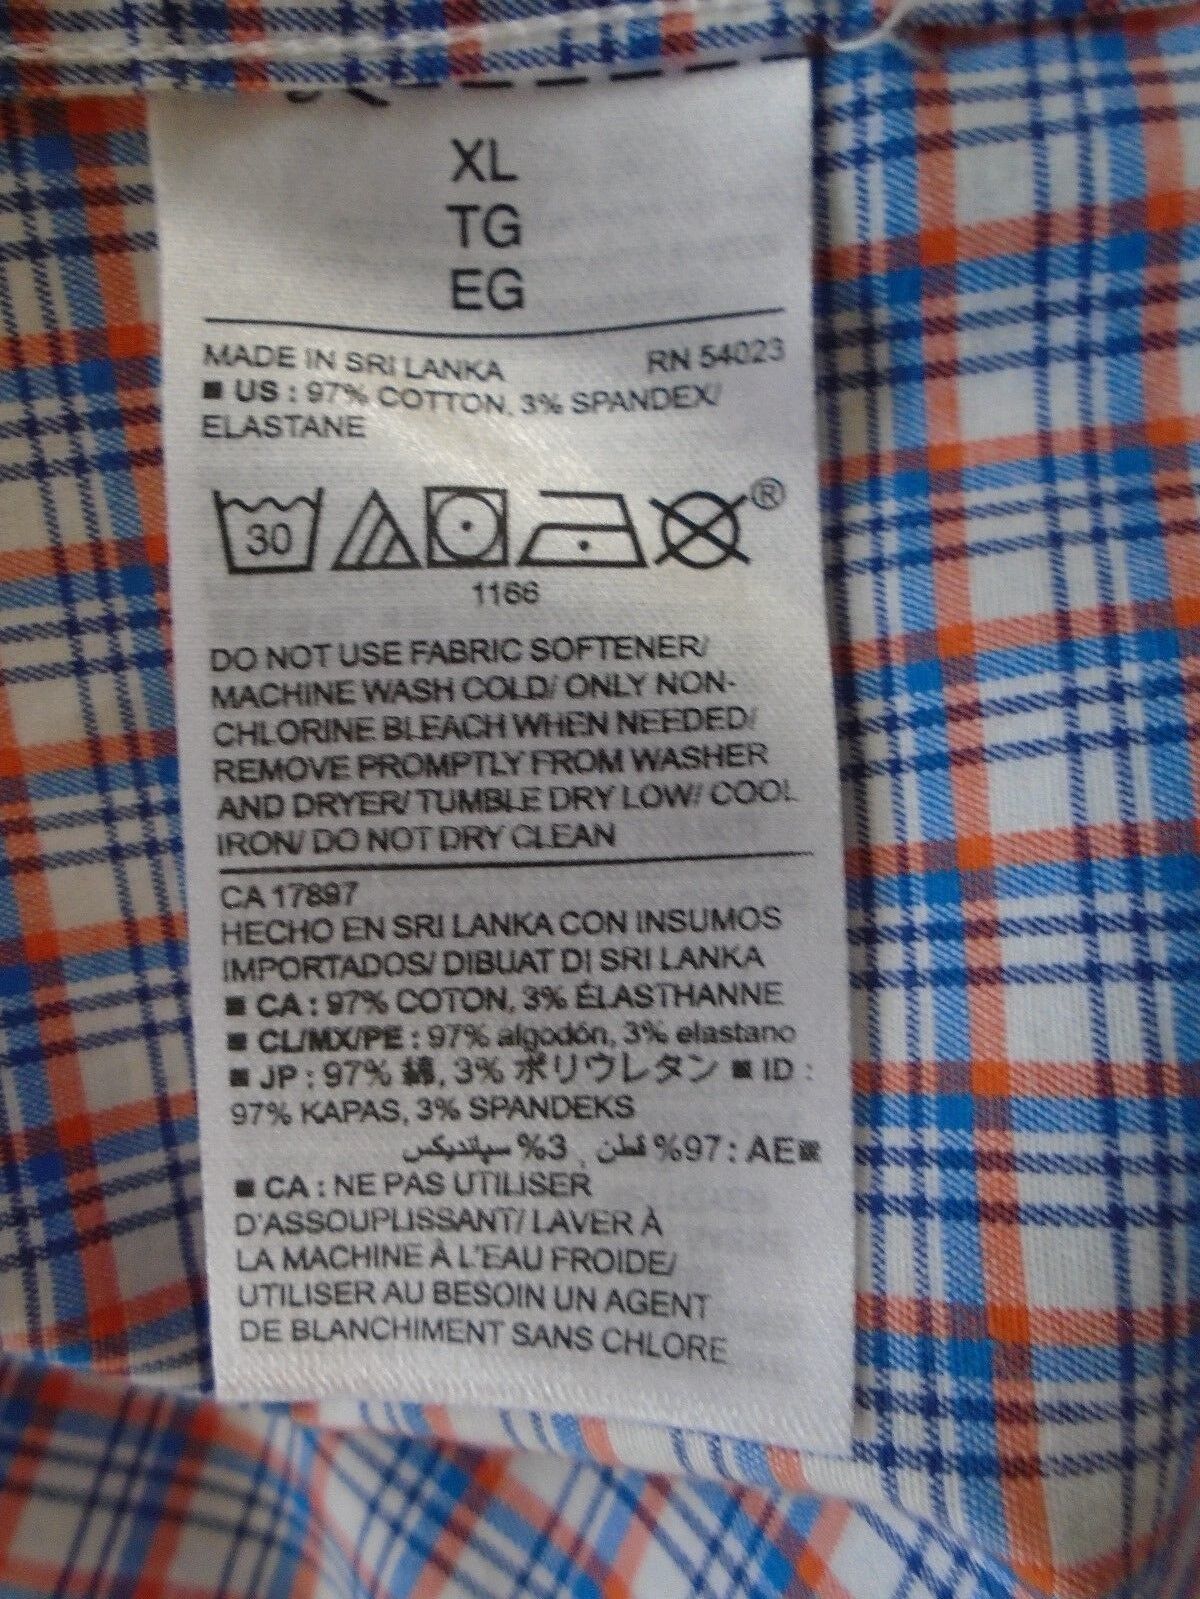 XL
TG
EG
MADE IN SRI LANKA RN 54023
■ US : 97% COTTON, 3% SPANDEX/
ELASTANE
30 ®
1166
DO NOT USE FABRIC SOFTENER/
MACHINE WASH COLD/ ONLY NON-
CHLORINE BLEACH WHEN NEEDED/
REMOVE PROMPTLY FROM WASHER
AND DRYER/ TUMBLE DRY LOW/ COOL
IRON/ DO NOT DRY CLEAN
CA 17897
HECHO EN SRI LANKA CON INSUMOS
IMPORTADOS/ DIBUAT DI SRI LANKA
■ CA : 97% COTON, 3% ÉLASTHANNE
■ CL/MX/PE : 97% algodón, 3% elastano
■ JP : 97% 綿, 3% ポリウレタン ■ ID :
97% KAPAS, 3% SPANDEKS
■AE : 97% قطن , 3% سباندیکس
■ CA : NE PAS UTILISER
D'ASSOUPLISSANT/ LAVER À
LA MACHINE À L'EAU FROIDE/
UTILISER AU BESOIN UN AGENT
DE BLANCHIMENT SANS CHLORE